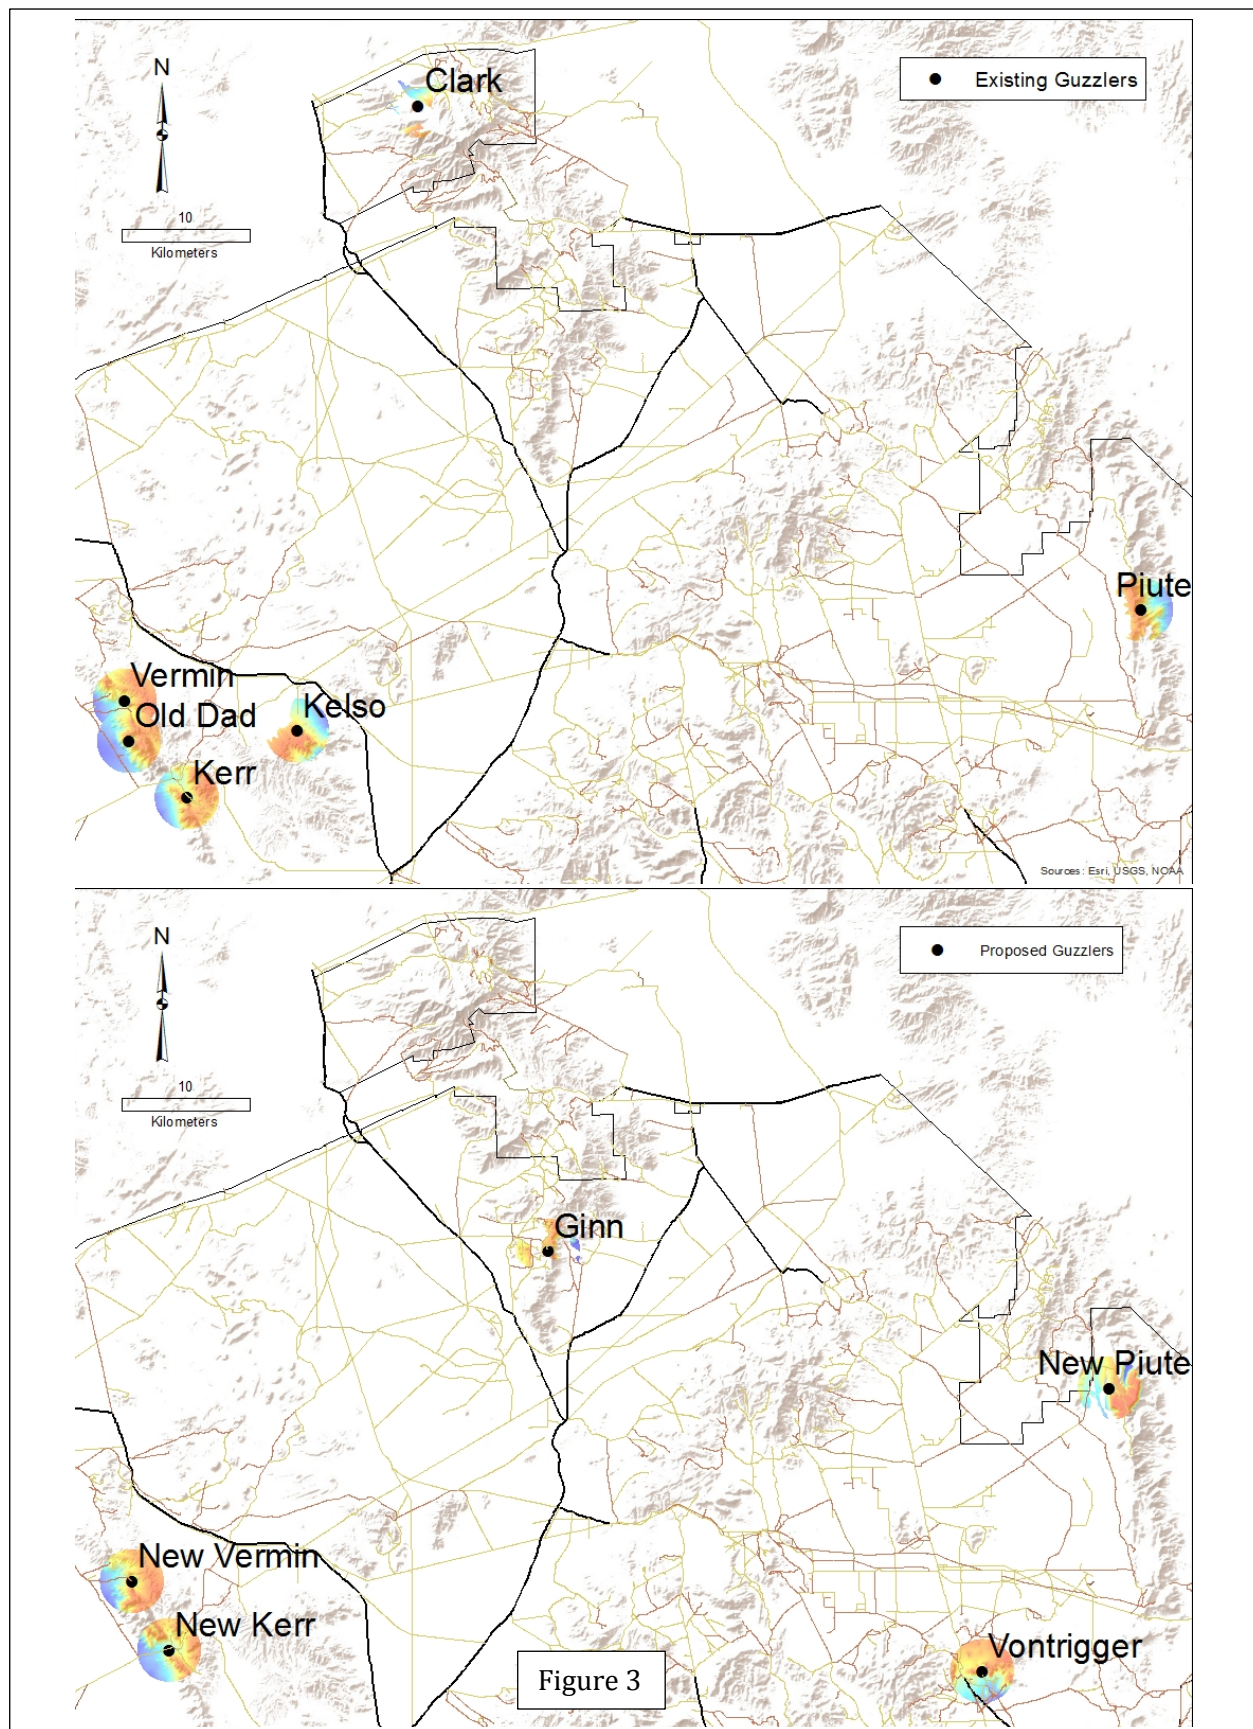 N
Clark
Existing Guzzlers
10
Kilometers
Piute
Vermin
Old Dad
Kelso
Kerr
Sources: Esri, USGS, NOAA
N
Proposed Guzzlers
10
Kilometers
Ginn
New Piute
New Vermin
New Kerr
Vontrigger
Figure 3